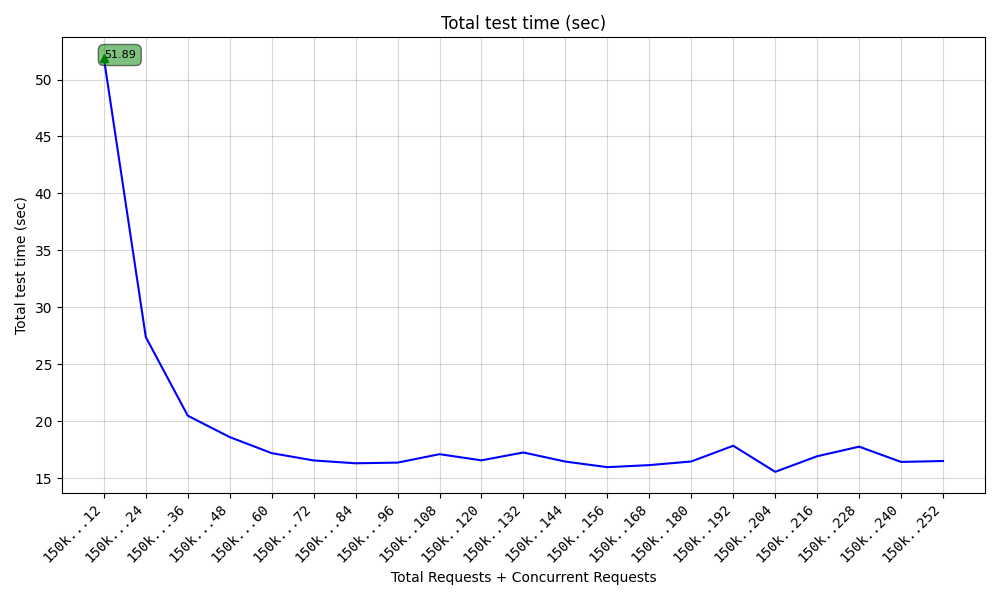 Total test time (sec)
51.89
Total test time (sec)
50
45
40
35
30
25
20
15
150k...12
150k...24
150k...36
150k...48
150k...60
150k...72
150k...84
150k...96
150k..108
150k..120
150k..132
150k..144
150k..156
150k..168
150k..180
150k..192
150k..204
150k..216
150k..228
150k..240
150k..252
Total Requests + Concurrent Requests